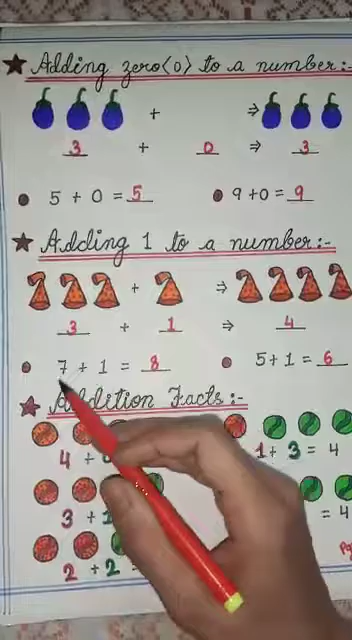 ★ Adding zero (0) to a number:-
+ ⇒
3 + 0 ⇒ 3
5 + 0 = 5 9 + 0 = 9
★ Adding 1 to a number:-
+ ⇒
3 + 1 ⇒ 4
7 + 1 = 8 5 + 1 = 6
★ Addition Facts:-
4 + 1 + 3 = 4
3 + 1 = 4
2 + 2